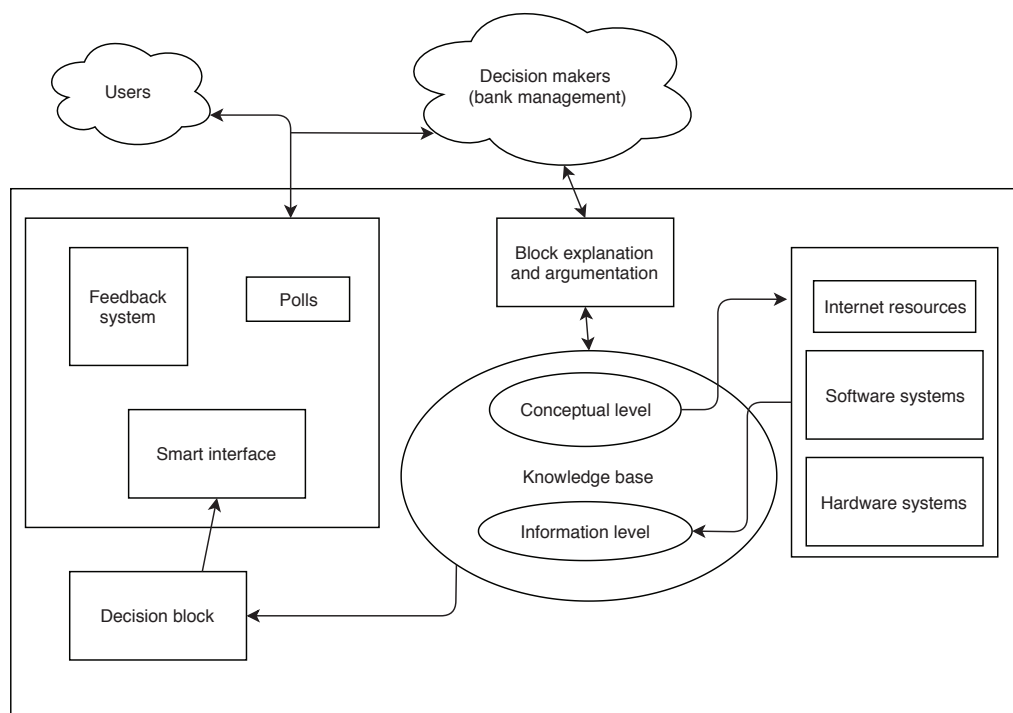 Users
Decision makers
(bank management)
Feedback
system
Polls
Smart interface
Decision block
Block explanation
and argumentation
Conceptual level
Knowledge base
Information level
Internet resources
Software systems
Hardware systems